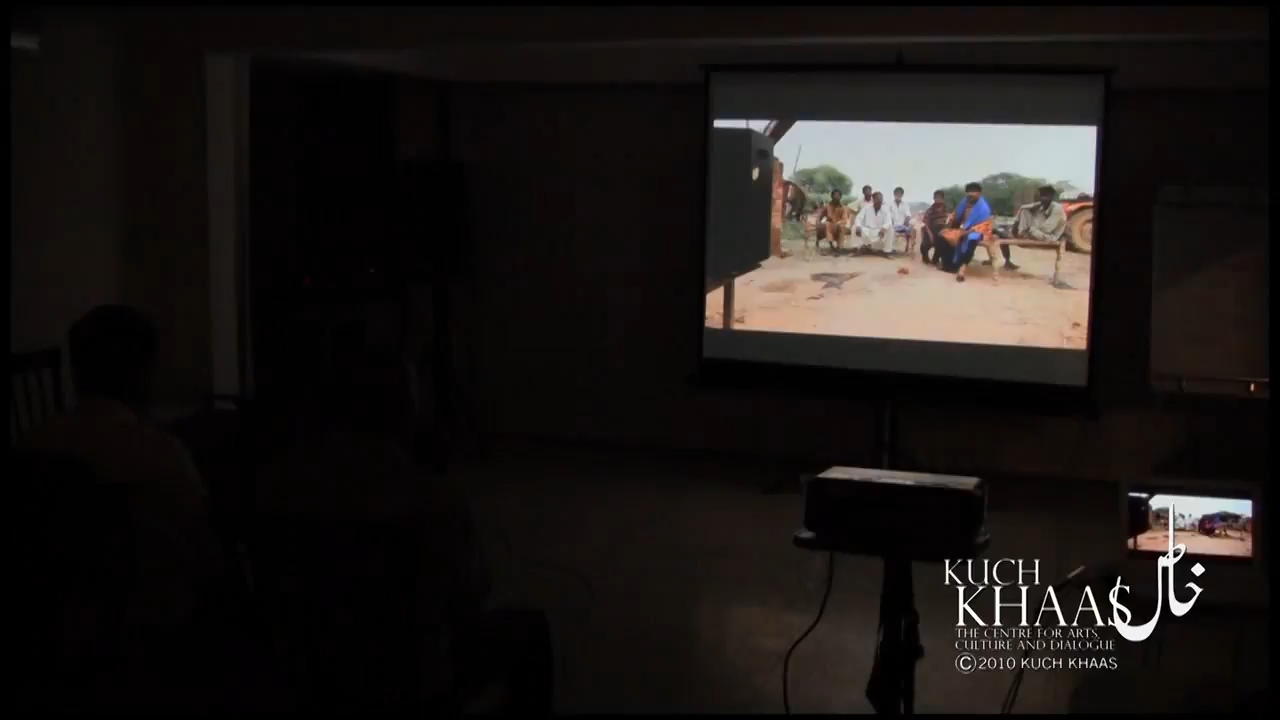 KUCH
KHAAS
خاص
THE CENTRE FOR ARTS,
CULTURE AND DIALOGUE
©2010 KUCH KHAAS